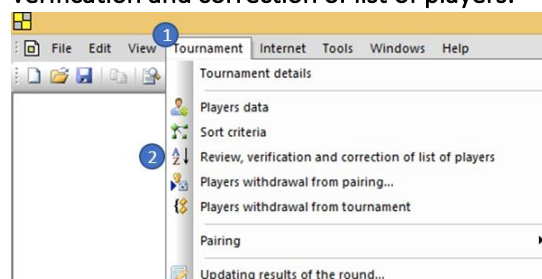 verification and correction of list of players.
1
File Edit View Tournament Internet Tools Windows Help
Tournament details
Players data
Sort criteria
2 Review, verification and correction of list of players
Players withdrawal from pairing...
Players withdrawal from tournament
Pairing
Updating results of the round...